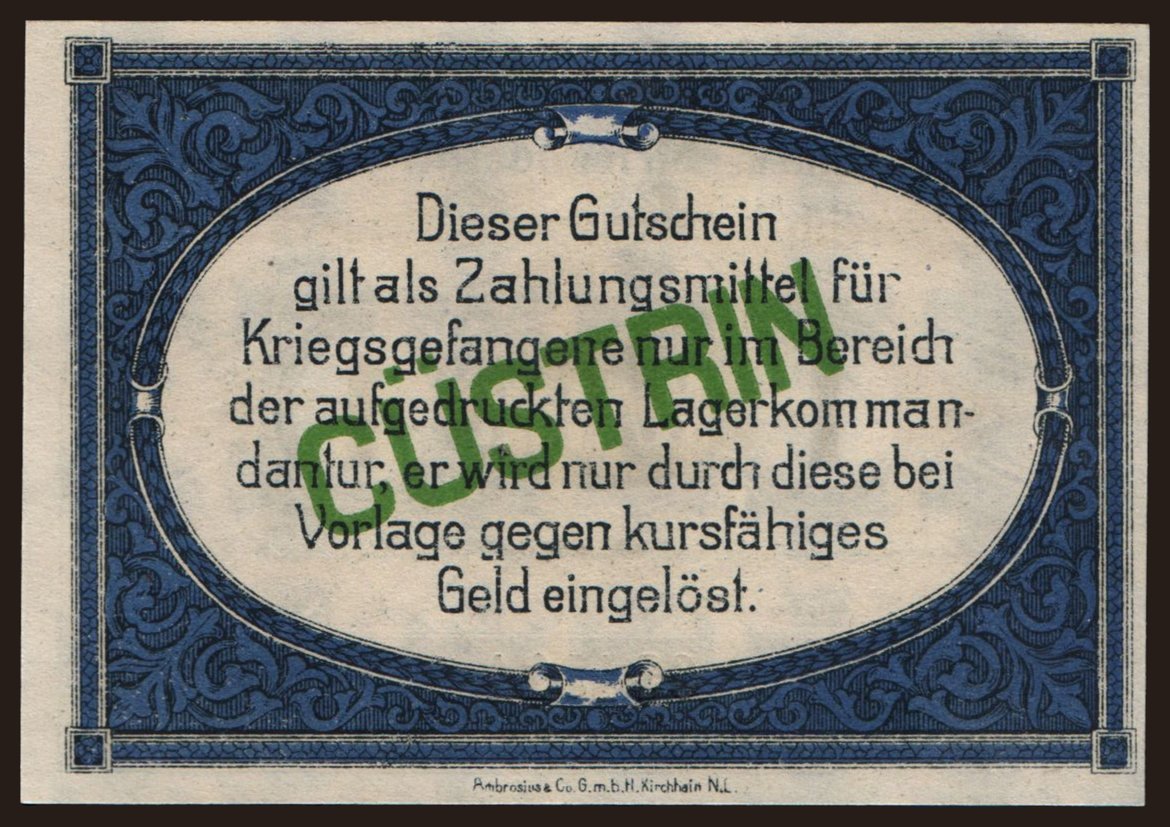 Dieser Gutschein
gilt als Zahlungsmittel für
Kriegsgefangene nur im Bereich
der aufgedruckten Lagerkomman-
dantur, er wird nur durch diese bei
Vorlage gegen kursfähiges
Geld eingelöst.
CÜSTRIN
Ambrosius & Co. G.m.b.H. Kirchhain N.L.